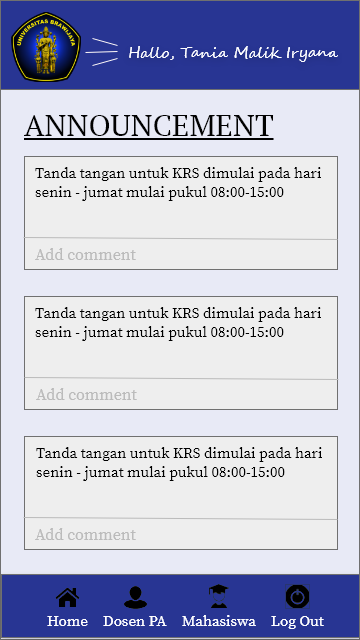 UNIVERSITAS BRAWIJAYA
Hallo, Tania Malik Iryana
ANNOUNCEMENT
Tanda tangan untuk KRS dimulai pada hari
senin - jumat mulai pukul 08:00-15:00
Add comment
Tanda tangan untuk KRS dimulai pada hari
senin - jumat mulai pukul 08:00-15:00
Add comment
Tanda tangan untuk KRS dimulai pada hari
senin - jumat mulai pukul 08:00-15:00
Add comment
Home Dosen PA Mahasiswa Log Out